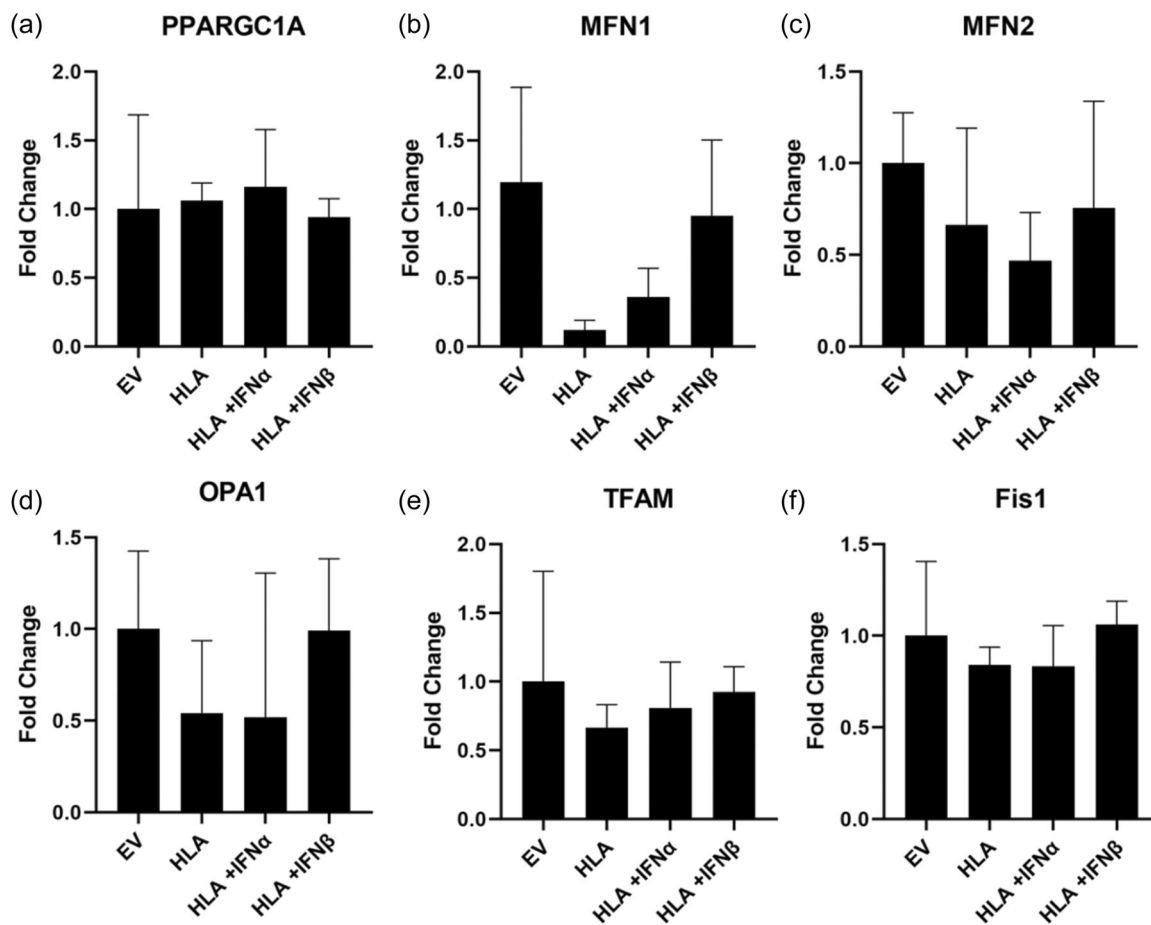 (a) PPARGC1A
Fold Change
2.0
1.5
1.0
0.5
0.0
EV
HLA
HLA +IFNα
HLA +IFNβ
(b) MFN1
Fold Change
2.0
1.5
1.0
0.5
0.0
EV
HLA
HLA +IFNα
HLA +IFNβ
(c) MFN2
Fold Change
1.5
1.0
0.5
0.0
EV
HLA
HLA +IFNα
HLA +IFNβ
(d) OPA1
Fold Change
1.5
1.0
0.5
0.0
EV
HLA
HLA +IFNα
HLA +IFNβ
(e) TFAM
Fold Change
2.0
1.5
1.0
0.5
0.0
EV
HLA
HLA +IFNα
HLA +IFNβ
(f) Fis1
Fold Change
1.5
1.0
0.5
0.0
EV
HLA
HLA +IFNα
HLA +IFNβ